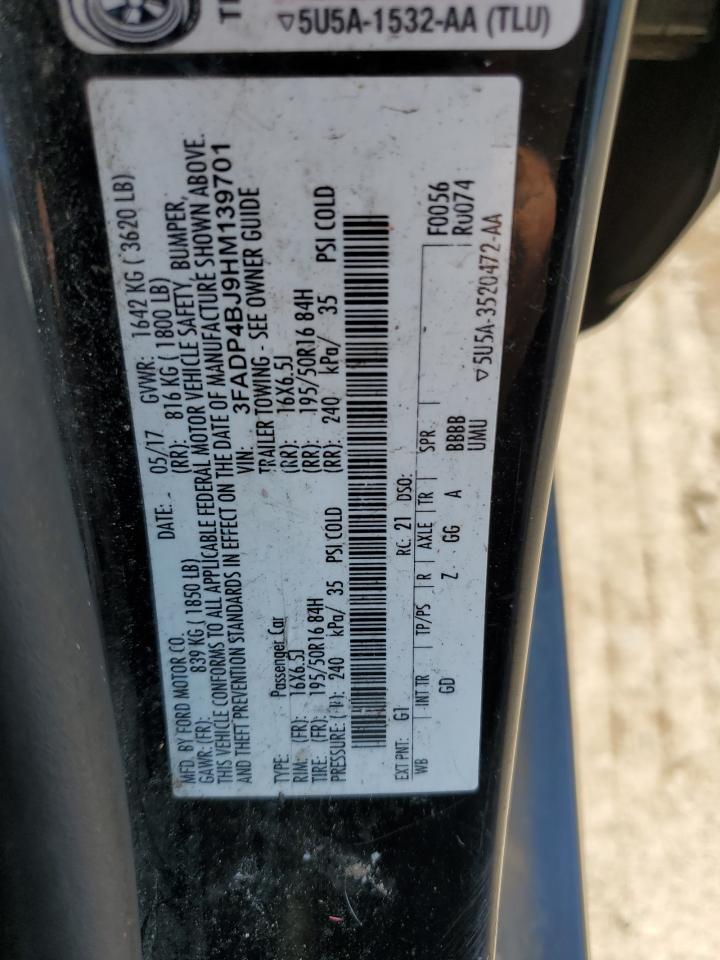 ▽5U5A-1532-AA (TLU)
MFD. BY FORD MOTOR CO.
DATE: 05/17 GVWR: 1642 KG ( 3620 LB)
GAWR: (FR): 839 KG ( 1850 LB) (RR): 816 KG ( 1800 LB)
THIS VEHICLE CONFORMS TO ALL APPLICABLE FEDERAL MOTOR VEHICLE SAFETY, BUMPER,
AND THEFT PREVENTION STANDARDS IN EFFECT ON THE DATE OF MANUFACTURE SHOWN ABOVE.
VIN: 3FADP4BJ9HM139701
TYPE: Passenger Car TRAILER TOWING - SEE OWNER GUIDE
RIM: (FR): 16X6.5J (RR): 16X6.5J
TIRE: (FR): 195/50R16 84H (RR): 195/50R16 84H
PRESSURE: 240 kPa/ 35 PSI COLD (RR): 240 kPa/ 35 PSI COLD
EXT PNT: G1 RC: 21 DSO: F0056
WB INT TR TP/PS R AXLE TR SPR Ru074
GD Z GG A BBBB
UMU
▽5U5A-3520472-AA